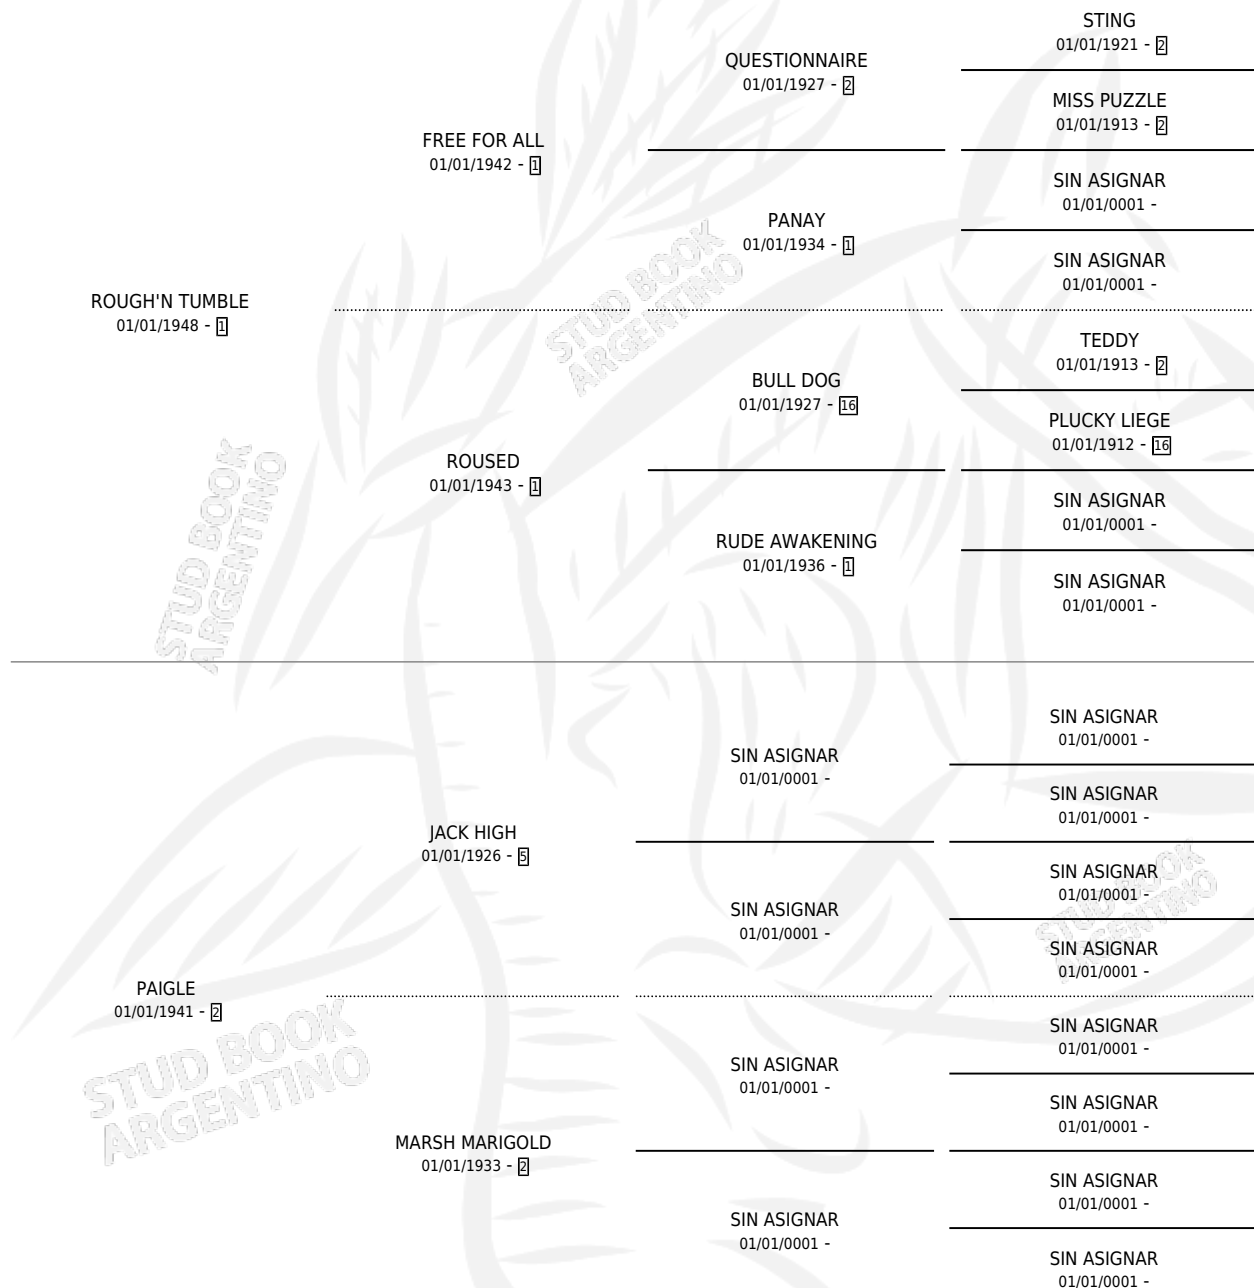 STING
01/01/1921 - 2
QUESTIONNAIRE
01/01/1927 - 2
MISS PUZZLE
01/01/1913 - 2
FREE FOR ALL
01/01/1942 - 1
SIN ASIGNAR
01/01/0001 -
PANAY
01/01/1934 - 1
SIN ASIGNAR
01/01/0001 -
ROUGH'N TUMBLE
01/01/1948 - 1
STUD BOOK
ARGENTINO
TEDDY
01/01/1913 - 2
BULL DOG
01/01/1927 - 16
PLUCKY LIEGE
01/01/1912 - 16
ROUSED
01/01/1943 - 1
SIN ASIGNAR
01/01/0001 -
RUDE AWAKENING
01/01/1936 - 1
SIN ASIGNAR
01/01/0001 -
STUD BOOK
ARGENTINO
SIN ASIGNAR
01/01/0001 -
SIN ASIGNAR
01/01/0001 -
SIN ASIGNAR
01/01/0001 -
JACK HIGH
01/01/1926 - 5
SIN ASIGNAR
01/01/0001 -
SIN ASIGNAR
01/01/0001 -
SIN ASIGNAR
01/01/0001 -
STUD BOOK
ARGENTINO
PAIGLE
01/01/1941 - 2
STUD BOOK
ARGENTINO
SIN ASIGNAR
01/01/0001 -
SIN ASIGNAR
01/01/0001 -
SIN ASIGNAR
01/01/0001 -
MARSH MARIGOLD
01/01/1933 - 2
SIN ASIGNAR
01/01/0001 -
SIN ASIGNAR
01/01/0001 -
SIN ASIGNAR
01/01/0001 -